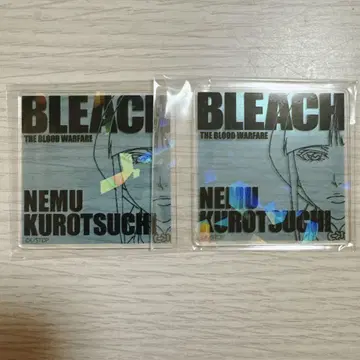 BLEACH
THE BLOOD WARFARE
NEMU
KUROTSUCHI
BLEACH
THE BLOOD WARFARE
NEMU
KUROTSUCHI